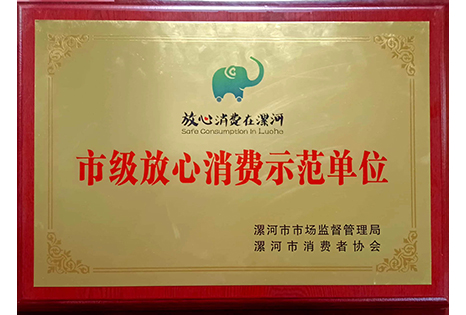 放心消费在漯河
Safe Consumption in Luohe
市级放心消费示范单位
漯河市市场监督管理局
漯河市消费者协会